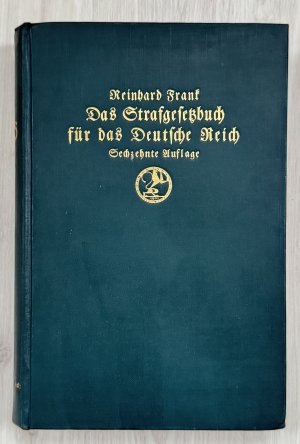 Reinhard Frank
Das Strafgesetzbuch
für das Deutsche Reich
Sechzehnte Auflage